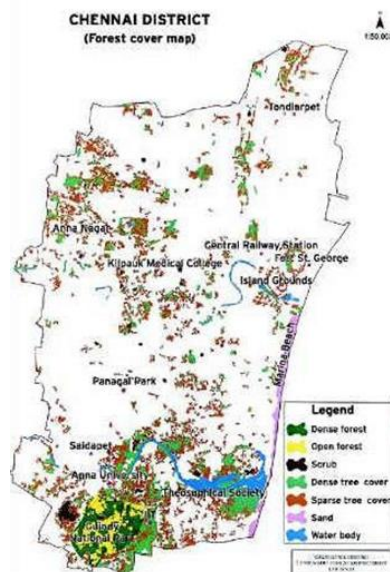 CHENNAI DISTRICT
(Forest cover map)
Tondiarpet
Anna Nagar
Central Railway Station
Fort St. George
Kilpauk Medical College
Island Grounds
Marina Beach
Panagal Park
Saidapet
Anna University
Theosophical Society
Guindy
National Park
Legend
Dense forest
Open forest
Scrub
Dense tree cover
Sparse tree cover
Sand
Water body